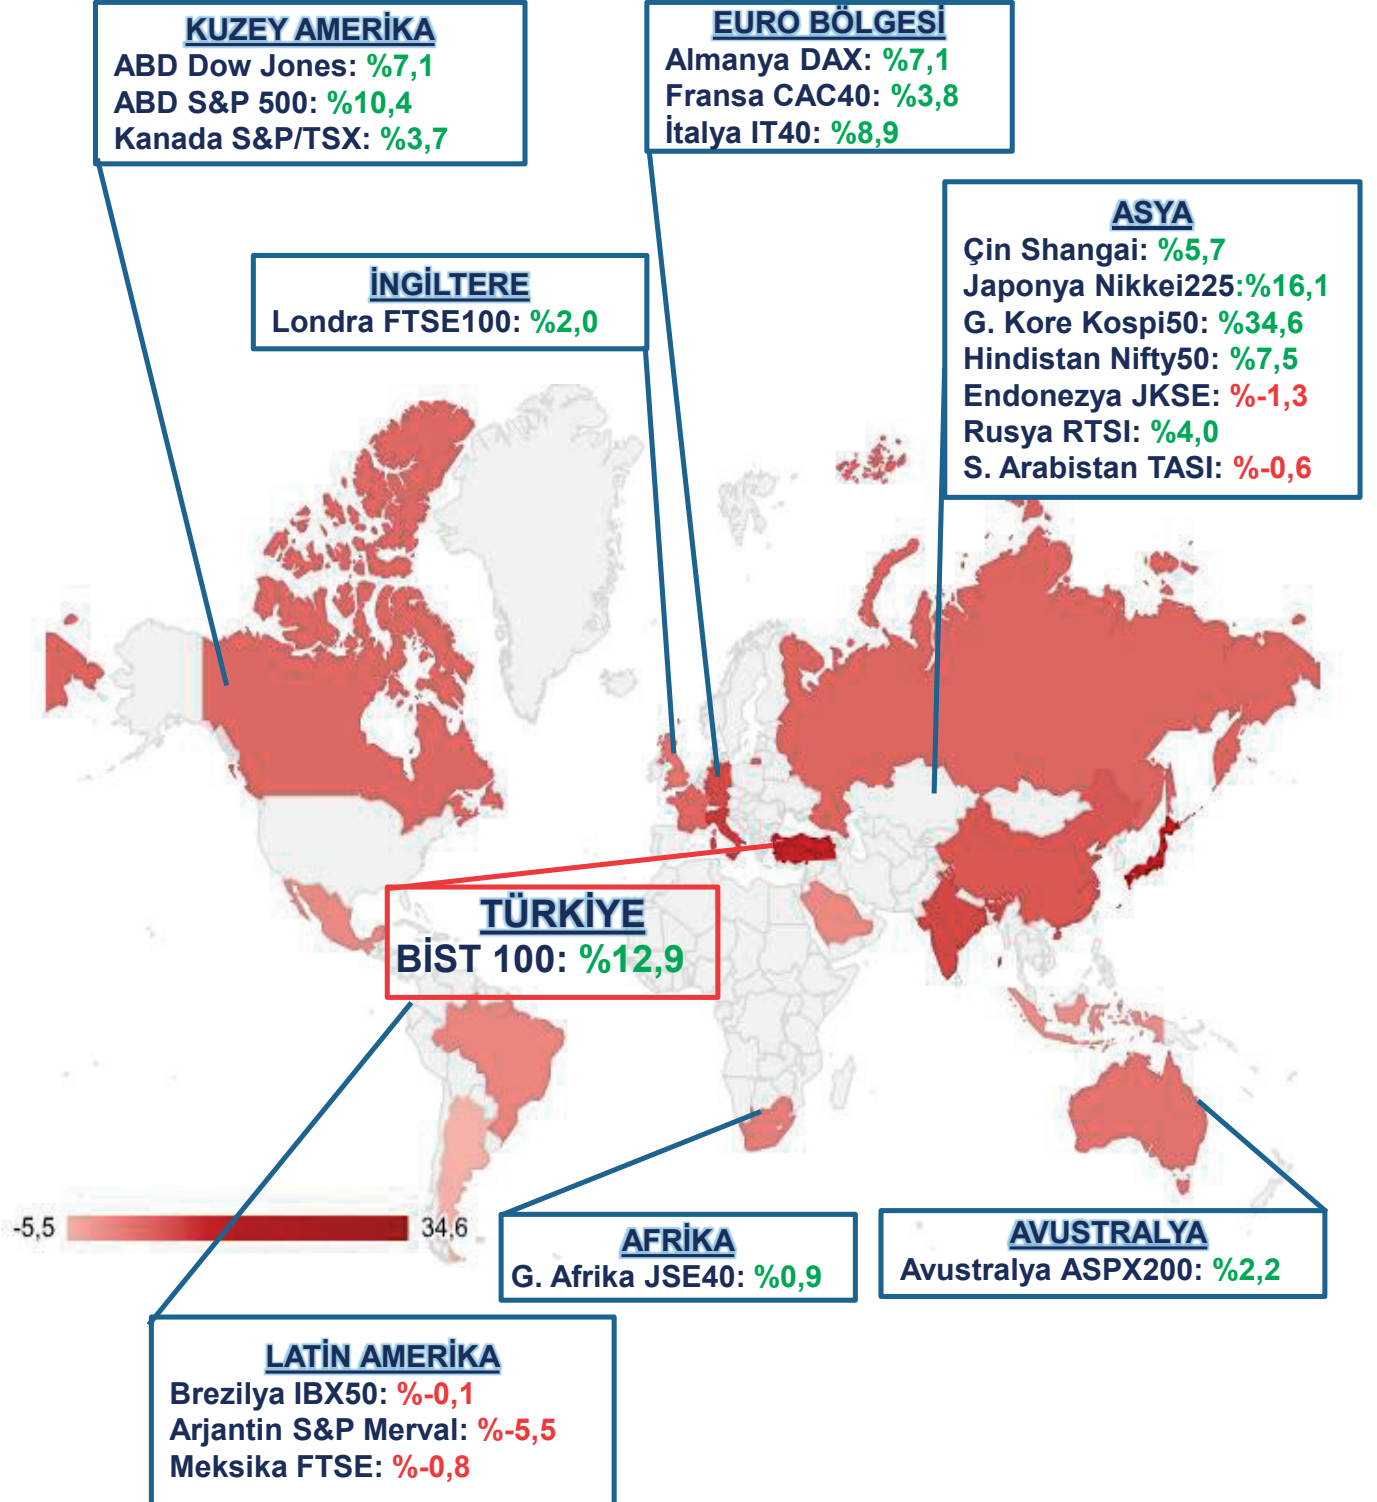 KUZEY AMERİKA
ABD Dow Jones: %7,1
ABD S&P 500: %10,4
Kanada S&P/TSX: %3,7
EURO BÖLGESİ
Almanya DAX: %7,1
Fransa CAC40: %3,8
İtalya IT40: %8,9
ASYA
Çin Shangai: %5,7
Japonya Nikkei225:%16,1
G. Kore Kospi50: %34,6
Hindistan Nifty50: %7,5
Endonezya JKSE: %-1,3
Rusya RTSI: %4,0
S. Arabistan TASI: %-0,6
İNGİLTERE
Londra FTSE100: %2,0
TÜRKİYE
BİST 100: %12,9
-5,5
34,6
AFRİKA
G. Afrika JSE40: %0,9
AVUSTRALYA
Avustralya ASPX200: %2,2
LATİN AMERİKA
Brezilya IBX50: %-0,1
Arjantin S&P Merval: %-5,5
Meksika FTSE: %-0,8